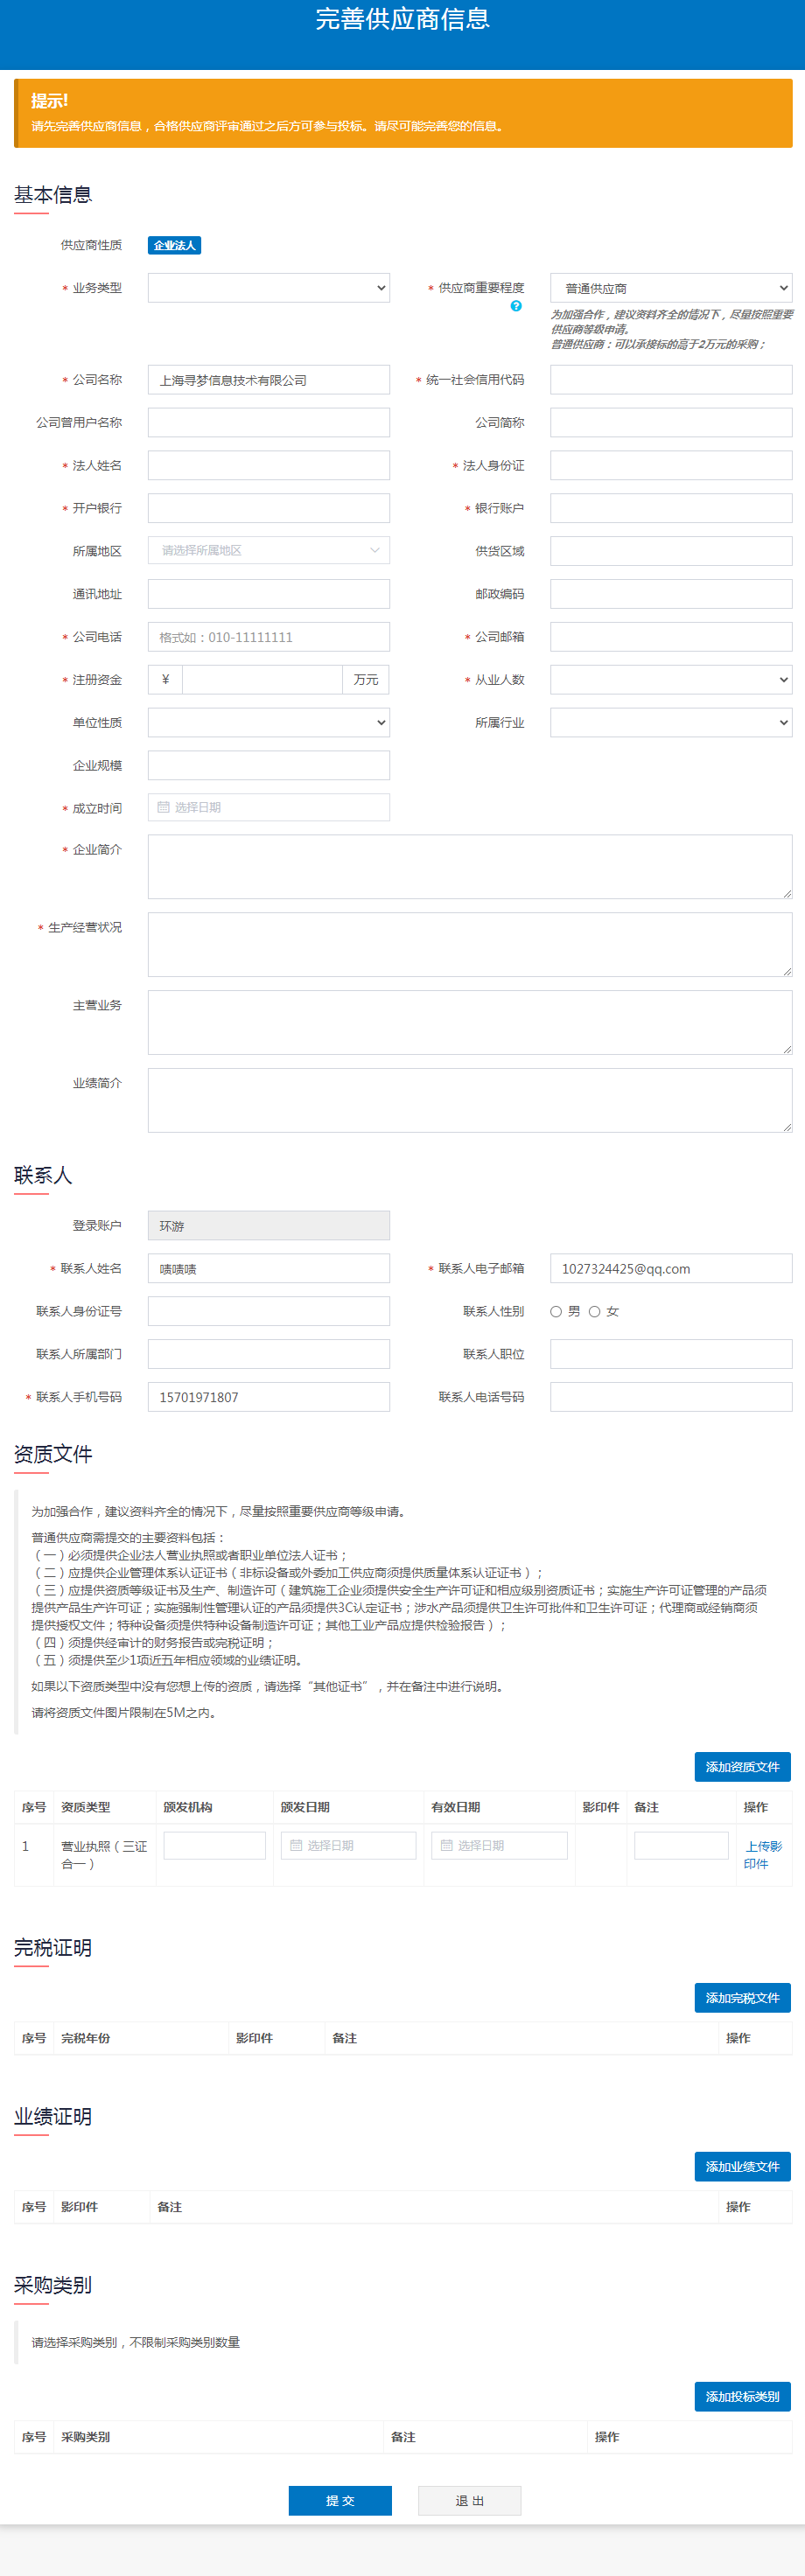 完善供应商信息
提示!
请先完善供应商信息，合格供应商评审通过之后方可参与投标。请尽可能完善您的信息。
基本信息
供应商性质 企业法人
* 业务类型
* 供应商重要程度 普通供应商
为加强合作，建议资料齐全的情况下，尽量按照重要
供应商等级申请。
普通供应商：可以承接标的高于2万元的采购；
* 公司名称 上海寻梦信息技术有限公司
* 统一社会信用代码
公司曾用户名称
公司简称
* 法人姓名
* 法人身份证
* 开户银行
* 银行账户
所属地区 请选择所属地区
供货区域
通讯地址
邮政编码
* 公司电话 格式如：010-11111111
* 公司邮箱
* 注册资金 ¥ 万元
* 从业人数
单位性质
所属行业
企业规模
* 成立时间 选择日期
* 企业简介
* 生产经营状况
主营业务
业绩简介
联系人
登录账户 环游
* 联系人姓名 啧啧啧
* 联系人电子邮箱 1027324425@qq.com
联系人身份证号
联系人性别 男 女
联系人所属部门
联系人职位
* 联系人手机号码 15701971807
联系人电话号码
资质文件
为加强合作，建议资料齐全的情况下，尽量按照重要供应商等级申请。
普通供应商需提交的主要资料包括：
（一）必须提供企业法人营业执照或者职业单位法人证书；
（二）应提供企业管理体系认证证书（非标设备或外委加工供应商须提供质量体系认证证书）；
（三）应提供资质等级证书及生产、制造许可（建筑施工企业须提供安全生产许可证和相应级别资质证书；实施生产许可证管理的产品须
提供产品生产许可证；实施强制性管理认证的产品须提供3C认定证书；涉水产品须提供卫生许可批件和卫生许可证；代理商或经销商须
提供授权文件；特种设备须提供特种设备制造许可证；其他工业产品应提供检验报告）；
（四）须提供经审计的财务报告或完税证明；
（五）须提供至少1项近五年相应领域的业绩证明。
如果以下资质类型中没有您想上传的资质，请选择“其他证书”，并在备注中进行说明。
请将资质文件图片限制在5M之内。
添加资质文件
序号 资质类型 颁发机构 颁发日期 有效日期 影印件 备注 操作
1 营业执照（三证 选择日期 选择日期 上传影
合一） 印件
完税证明
添加完税文件
序号 完税年份 影印件 备注 操作
业绩证明
添加业绩文件
序号 影印件 备注 操作
采购类别
请选择采购类别，不限制采购类别数量
添加投标类别
序号 采购类别 备注 操作
提 交 退 出